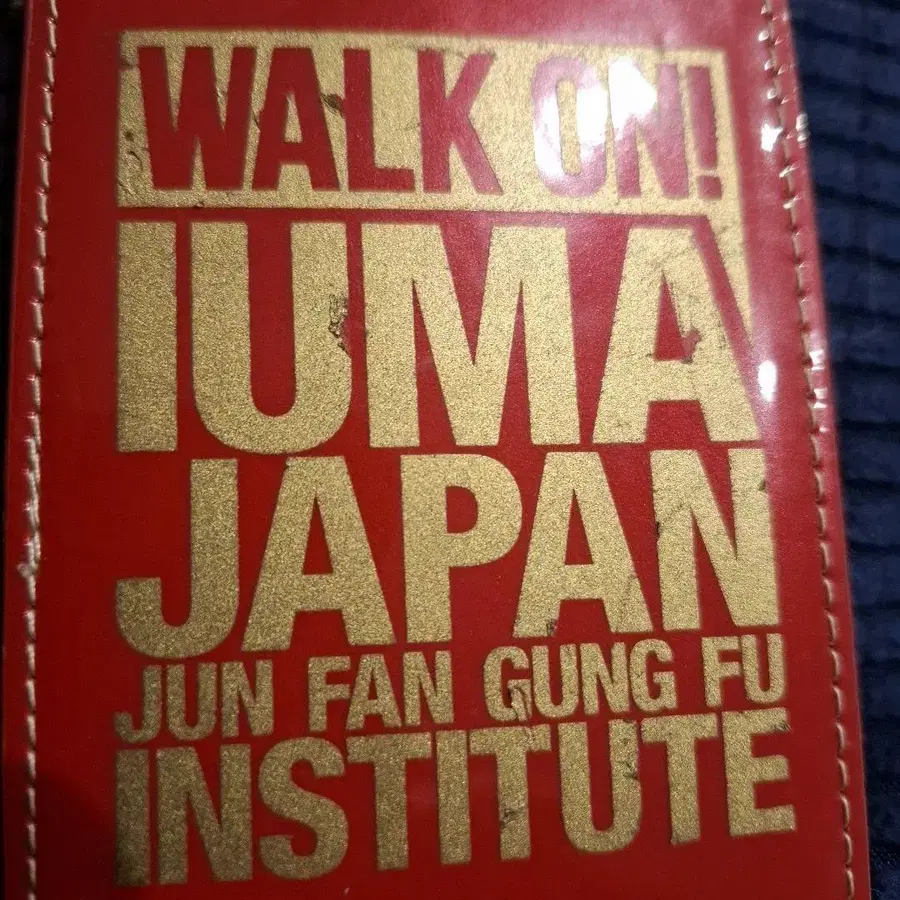 WALK ON!
IUMA
JAPAN
JUN FAN GUNG FU
INSTITUTE